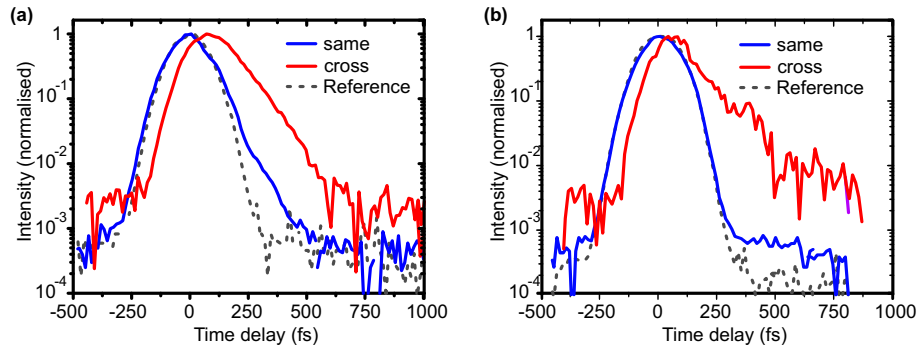 (a)
Intensity (normalised)
1
10⁻¹
10⁻²
10⁻³
10⁻⁴
same
cross
Reference
-500 -250 0 250 500 750 1000
Time delay (fs)
(b)
Intensity (normalised)
1
10⁻¹
10⁻²
10⁻³
10⁻⁴
same
cross
Reference
-500 -250 0 250 500 750 1000
Time delay (fs)